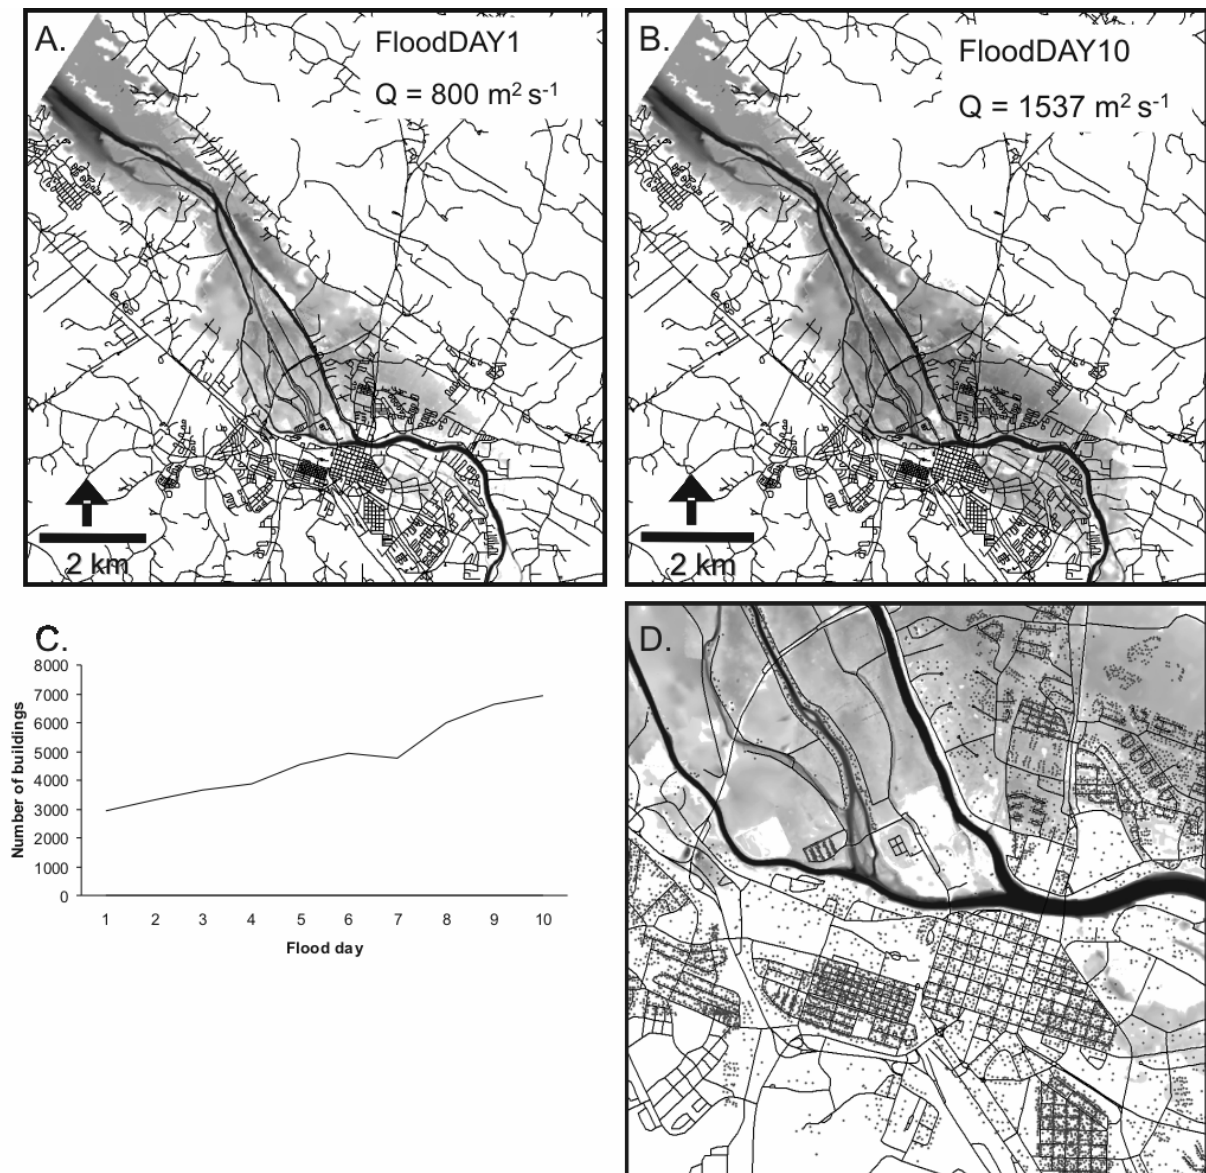 A.
FloodDAY1
Q = 800 m² s⁻¹
2 km
B.
FloodDAY10
Q = 1537 m² s⁻¹
2 km
C.
8000
7000
6000
5000
4000
3000
2000
1000
0
Number of buildings
1 2 3 4 5 6 7 8 9 10
Flood day
D.